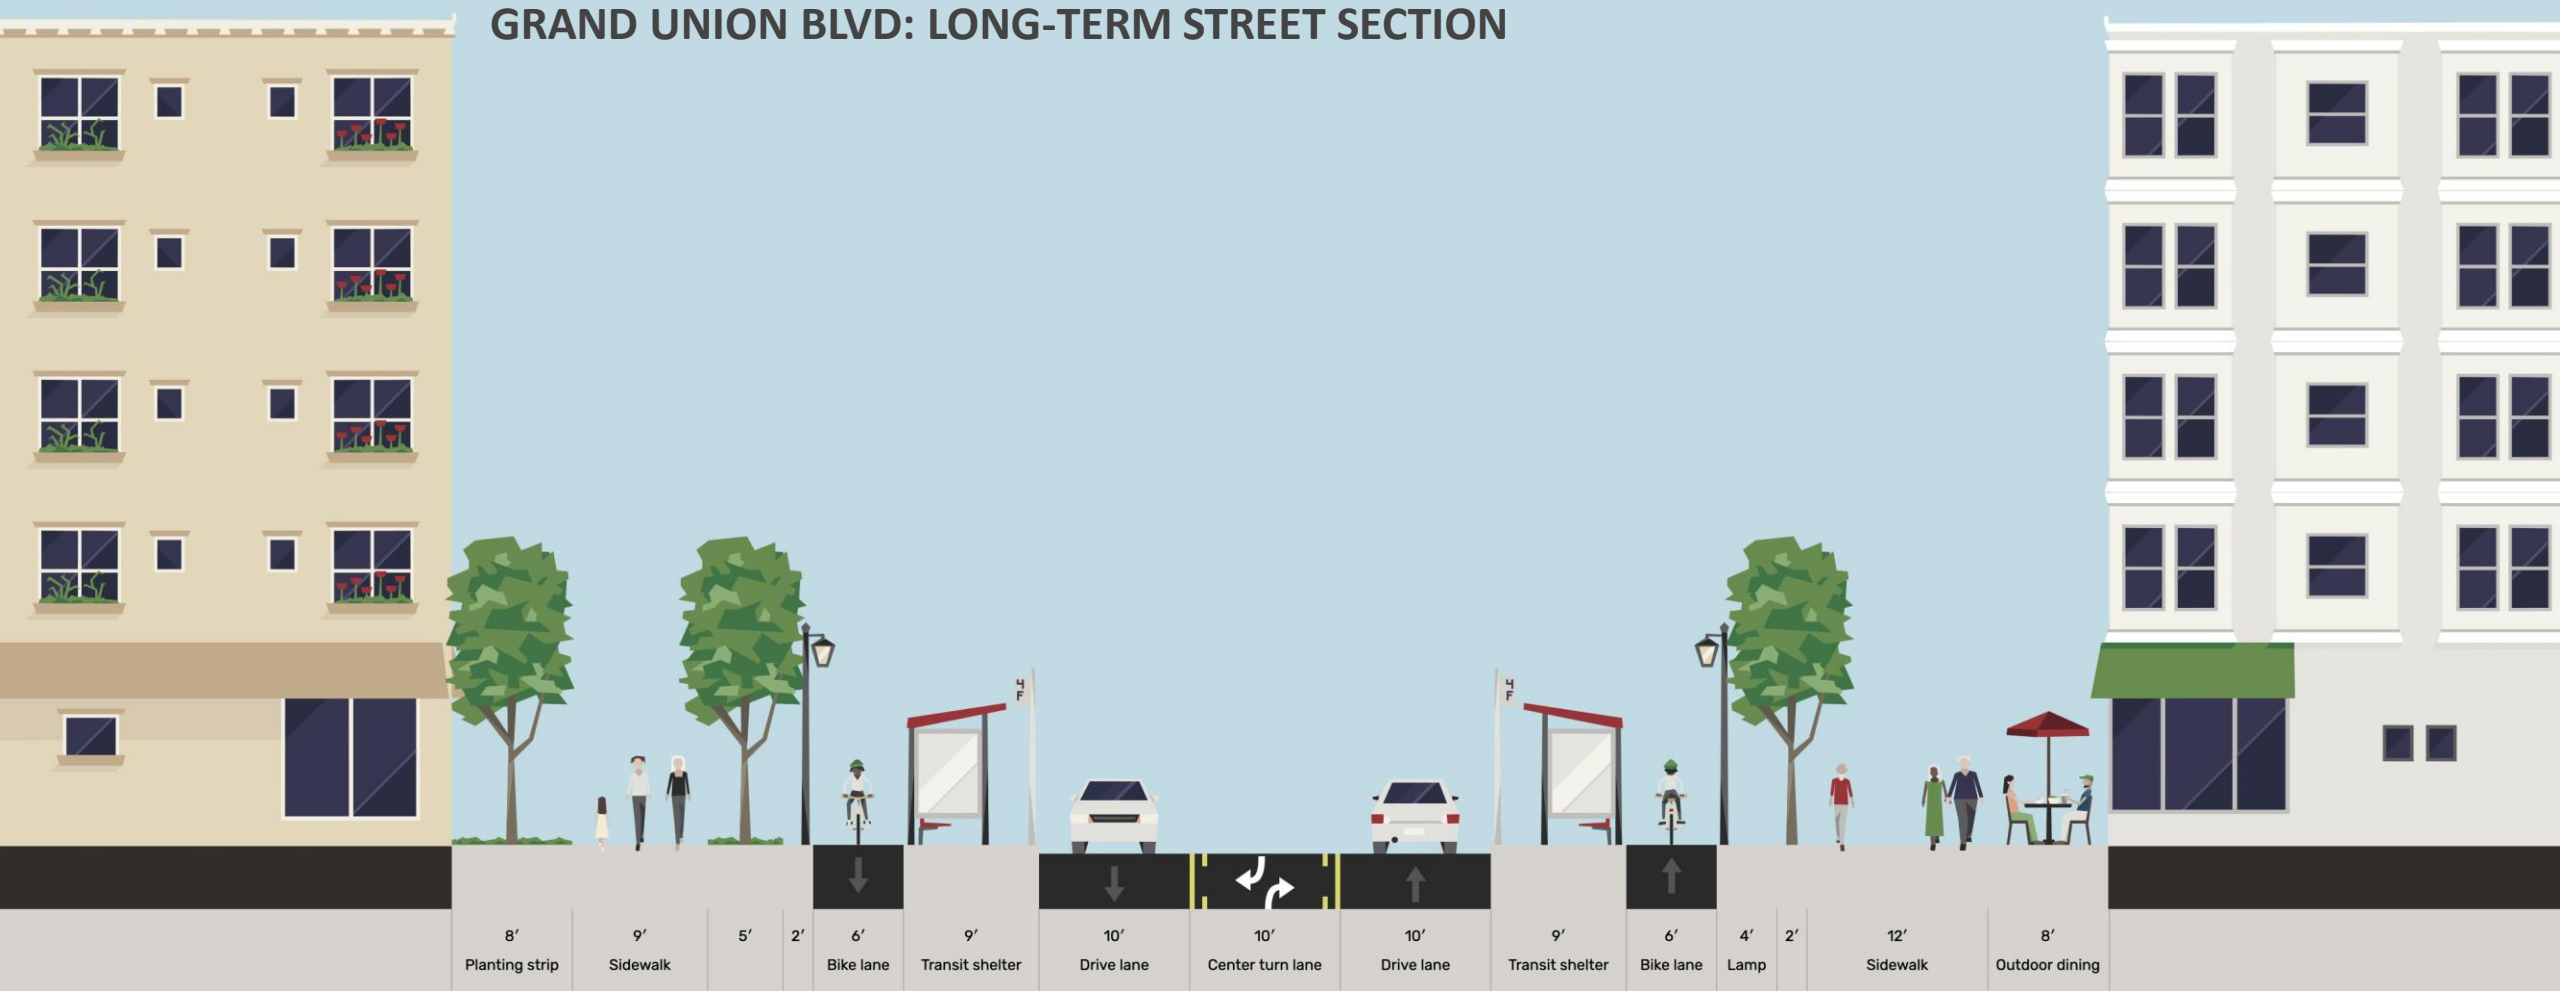 GRAND UNION BLVD: LONG-TERM STREET SECTION
4
F
4
F
8′ 9′ 5′ 2′ 6′ 9′ 10′ 10′ 10′ 9′ 6′ 4′ 2′ 12′ 8′
Planting strip Sidewalk Bike lane Transit shelter Drive lane Center turn lane Drive lane Transit shelter Bike lane Lamp Sidewalk Outdoor dining